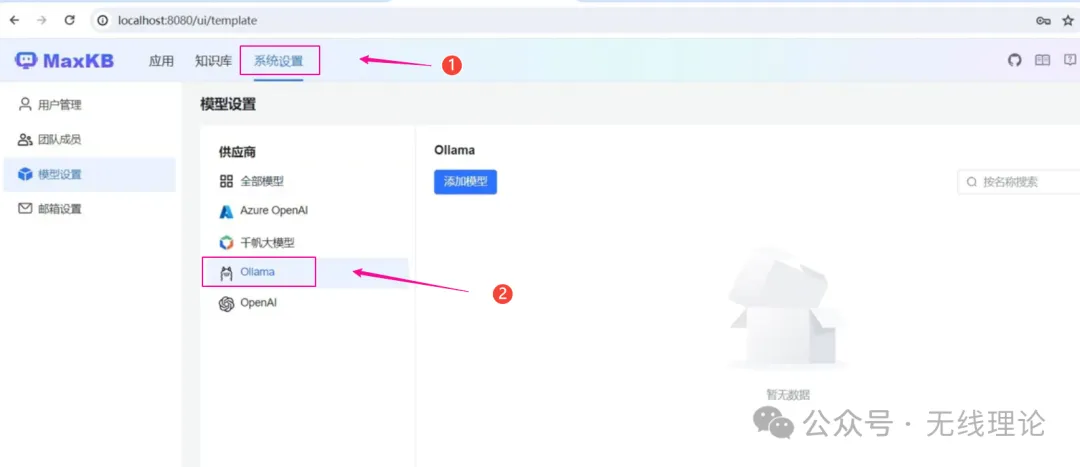 localhost:8080/ui/template
MaxKB 应用 知识库 系统设置 1
用户管理
团队成员
模型设置
邮箱设置
模型设置
供应商
全部模型
Azure OpenAI
千帆大模型
Ollama
OpenAI
2
Ollama
添加模型
按名称搜索
暂无数据
公众号 · 无线理论